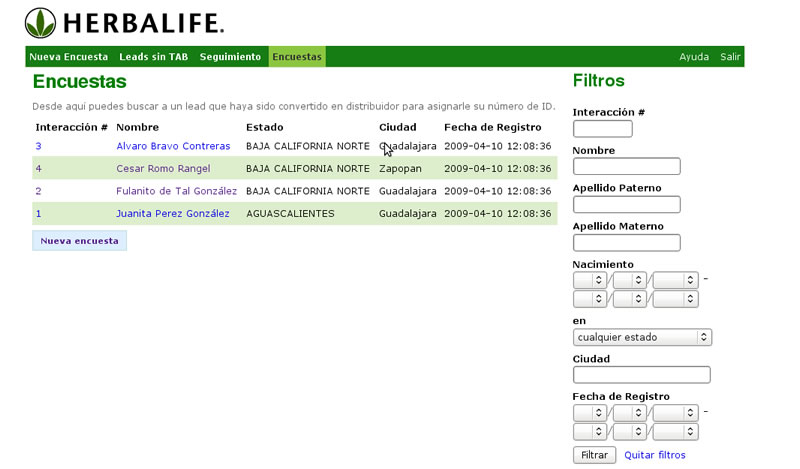 HERBALIFE.
Nueva Encuesta Leads sin TAB Seguimiento Encuestas Ayuda Salir
Encuestas
Desde aquí puedes buscar a un lead que haya sido convertido en distribuidor para asignarle su número de ID.
Interacción # Nombre Estado Ciudad Fecha de Registro
3 Alvaro Bravo Contreras BAJA CALIFORNIA NORTE Guadalajara 2009-04-10 12:08:36
4 Cesar Romo Rangel BAJA CALIFORNIA NORTE Zapopan 2009-04-10 12:08:36
2 Fulanito de Tal González BAJA CALIFORNIA NORTE Guadalajara 2009-04-10 12:08:36
1 Juanita Perez González AGUASCALIENTES Guadalajara 2009-04-10 12:08:36
Nueva encuesta
Filtros
Interacción #
Nombre
Apellido Paterno
Apellido Materno
Nacimiento
/ / –
/ /
en
cualquier estado
Ciudad
Fecha de Registro
/ / –
/ /
Filtrar Quitar filtros